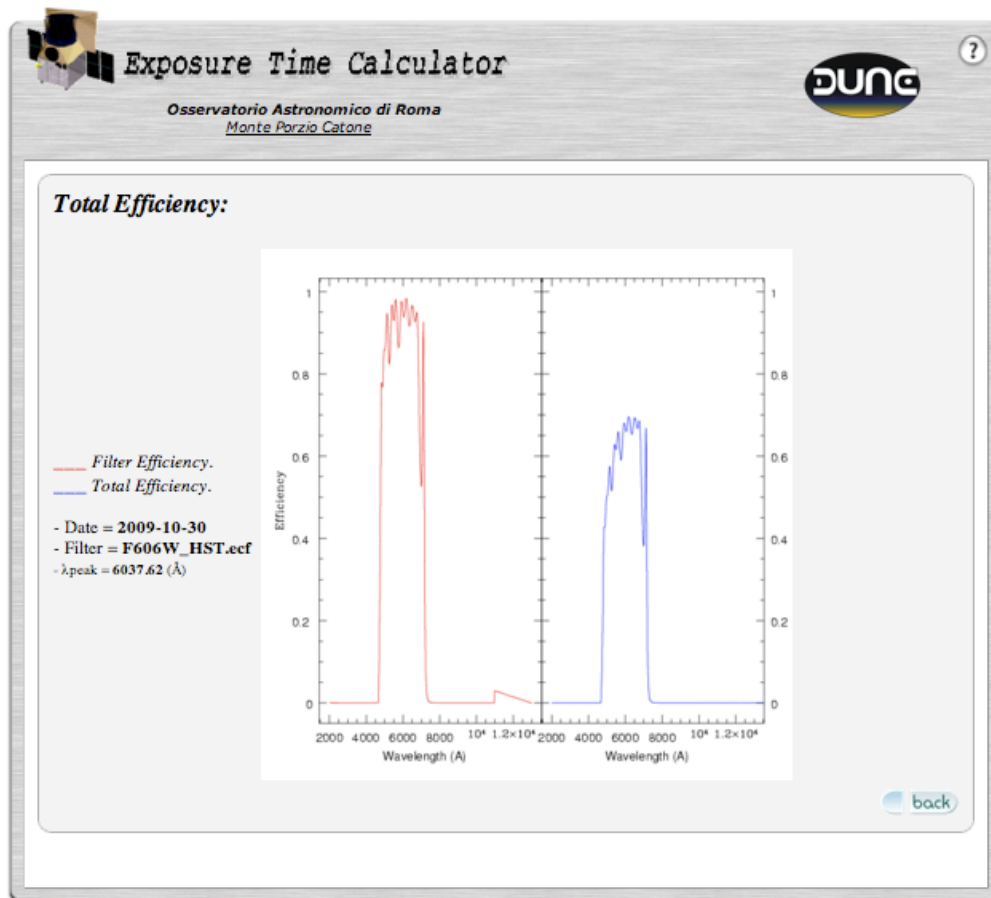 Exposure Time Calculator
Osservatorio Astronomico di Roma
Monte Porzio Catone
DUNE
?
Total Efficiency:
Filter Efficiency.
Total Efficiency.
- Date = 2009-10-30
- Filter = F606W_HST.ecf
- λpeak = 6037.62 (Å)
Efficiency
1
0.8
0.6
0.4
0.2
0
2000 4000 6000 8000 10⁴ 1.2×10⁴
Wavelength (A)
1
0.8
0.6
0.4
0.2
0
2000 4000 6000 8000 10⁴ 1.2×10⁴
Wavelength (A)
back